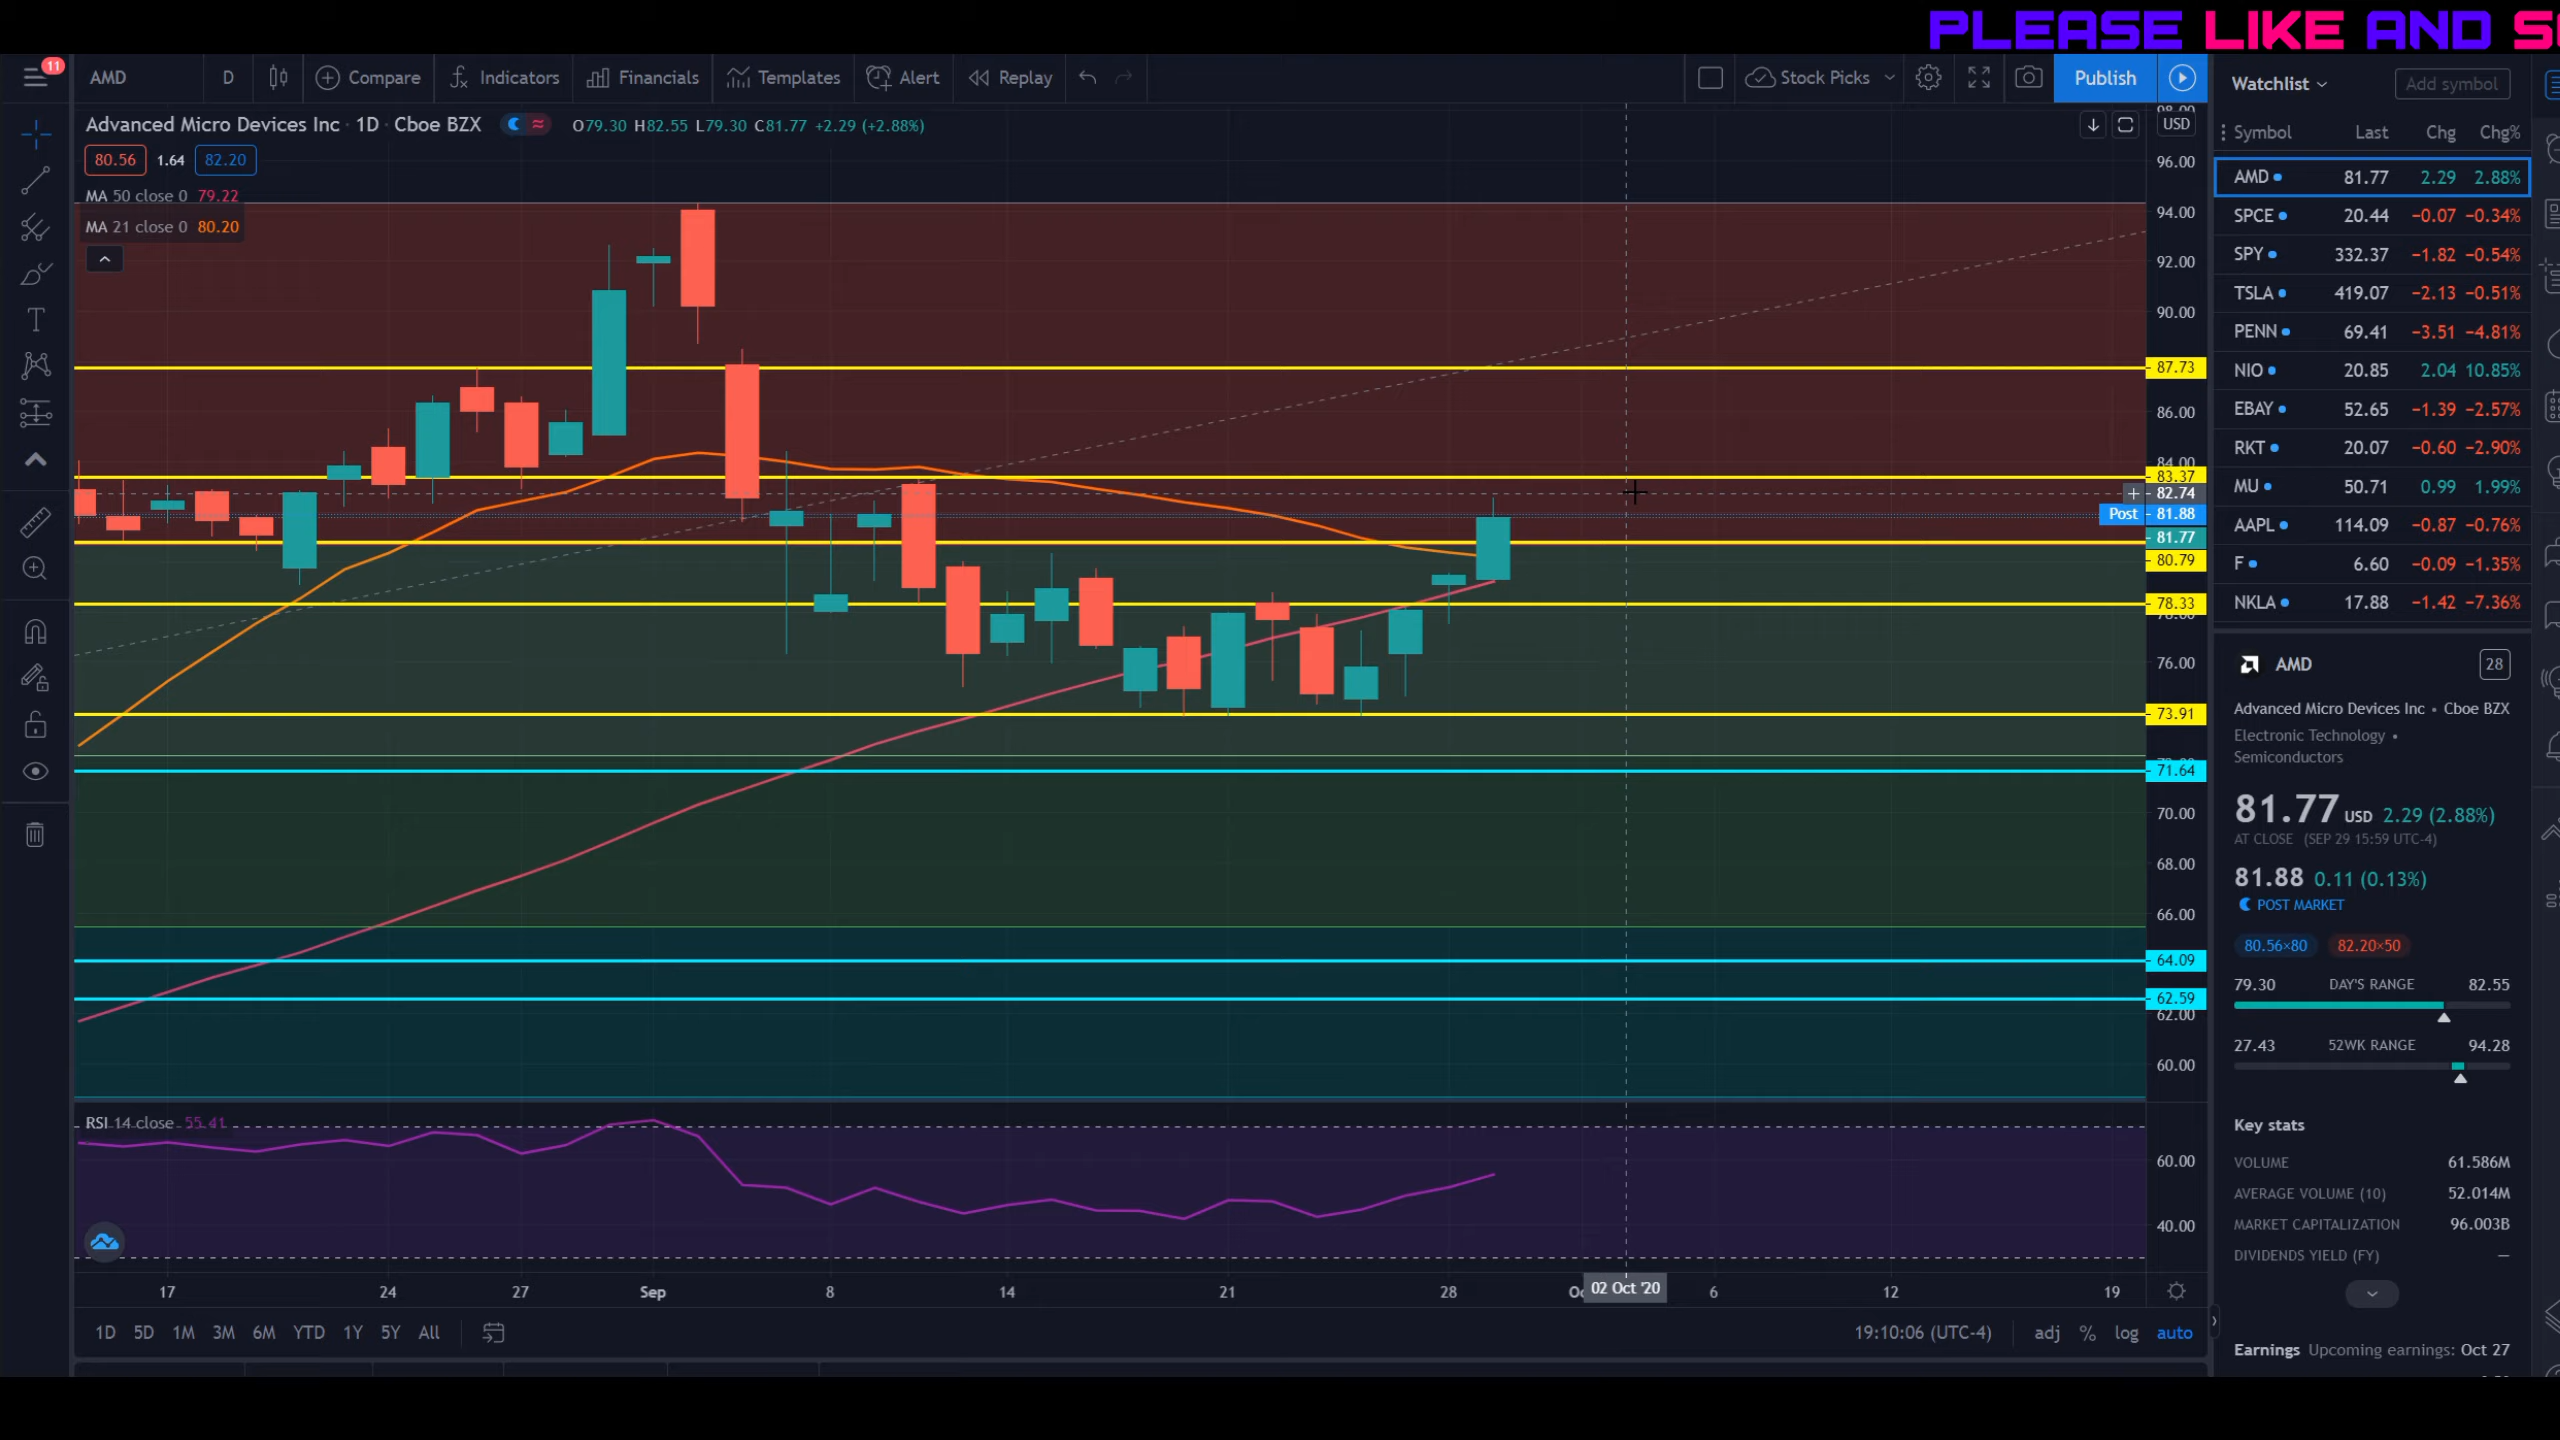 PLEASE LIKE AND
11
AMD D Compare Indicators Financials Templates Alert Replay Stock Picks Publish
Advanced Micro Devices Inc · 1D · Cboe BZX O79.30 H82.55 L79.30 C81.77 +2.29 (+2.88%)
80.56 1.64 82.20
MA 50 close 0 79.22
MA 21 close 0 80.20
USD
98.00
96.00
94.00
92.00
90.00
87.73
86.00
84.00
83.37
82.74
Post 81.88
81.77
80.79
78.33
78.00
76.00
73.91
71.64
70.00
68.00
66.00
64.09
62.59
62.00
60.00
RSI 14 close 55.41
60.00
40.00
17 24 27 Sep 8 14 21 28 02 Oct '20 6 12 19
1D 5D 1M 3M 6M YTD 1Y 5Y All 19:10:06 (UTC-4) adj % log auto
Watchlist Add symbol
Symbol Last Chg Chg%
AMD 81.77 2.29 2.88%
SPCE 20.44 −0.07 −0.34%
SPY 332.37 −1.82 −0.54%
TSLA 419.07 −2.13 −0.51%
PENN 69.41 −3.51 −4.81%
NIO 20.85 2.04 10.85%
EBAY 52.65 −1.39 −2.57%
RKT 20.07 −0.60 −2.90%
MU 50.71 0.99 1.99%
AAPL 114.09 −0.87 −0.76%
F 6.60 −0.09 −1.35%
NKLA 17.88 −1.42 −7.36%
AMD 28
Advanced Micro Devices Inc • Cboe BZX
Electronic Technology •
Semiconductors
81.77 USD 2.29 (2.88%)
AT CLOSE (SEP 29 15:59 UTC-4)
81.88 0.11 (0.13%)
POST MARKET
80.56×80 82.20×50
79.30 DAY'S RANGE 82.55
27.43 52WK RANGE 94.28
Key stats
VOLUME 61.586M
AVERAGE VOLUME (10) 52.014M
MARKET CAPITALIZATION 96.003B
DIVIDENDS YIELD (FY) —
Earnings Upcoming earnings: Oct 27